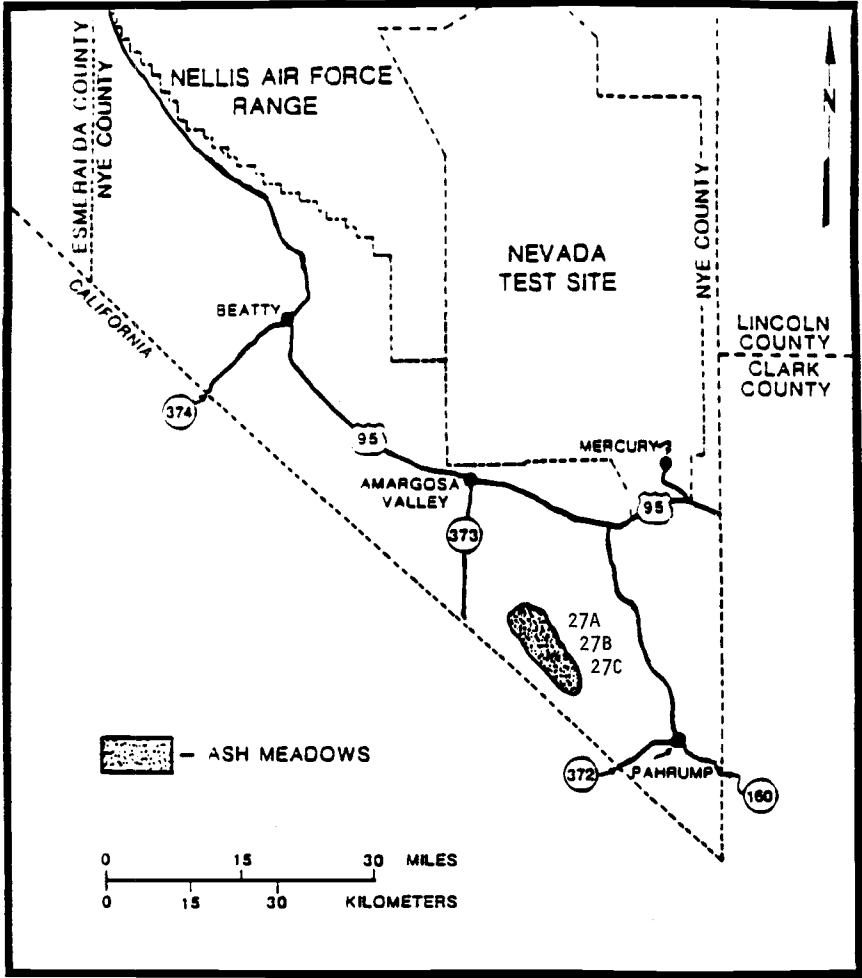 ESMERALDA COUNTY
NYE COUNTY
NELLIS AIR FORCE
RANGE
N
NEVADA
TEST SITE
NYE COUNTY
CALIFORNIA
BEATTY
LINCOLN
COUNTY
CLARK
COUNTY
374
95
MERCURY
AMARGOSA
VALLEY
95
373
27A
27B
27C
ASH MEADOWS
372
PAHRUMP
160
0 15 30 MILES
0 15 30 KILOMETERS